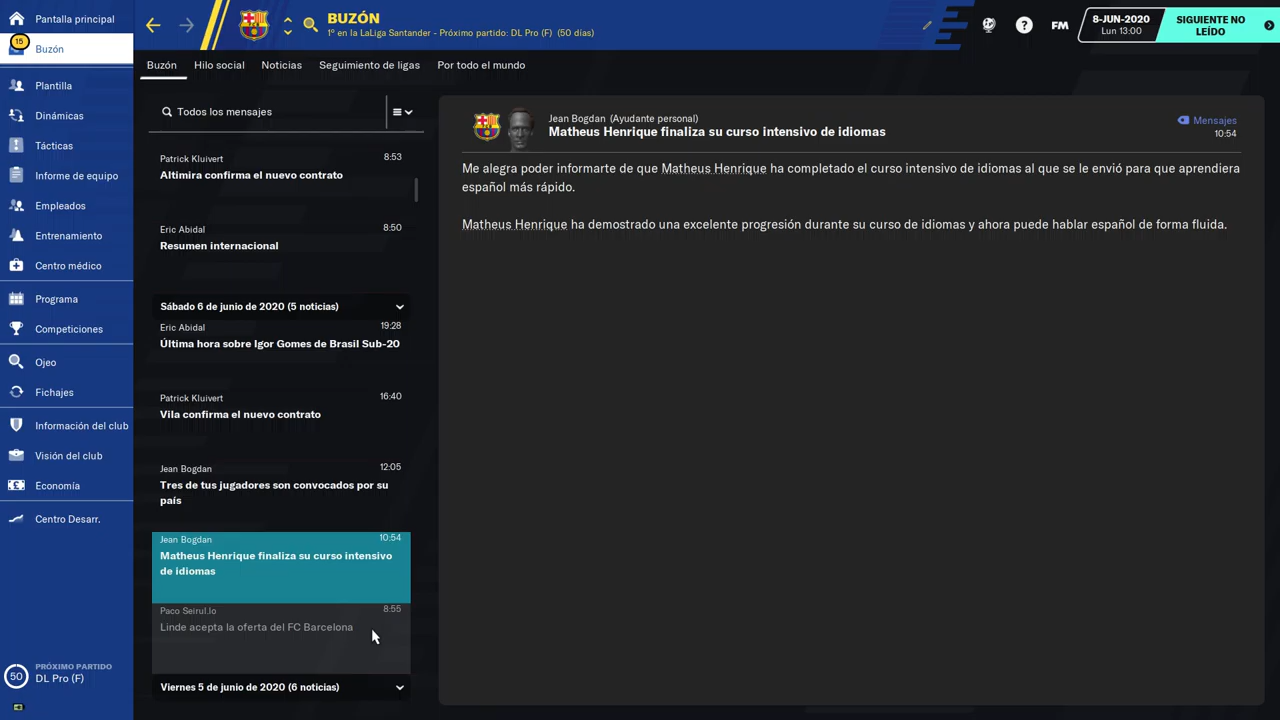 Pantalla principal
15
Buzón
Plantilla
Dinámicas
Tácticas
Informe de equipo
Empleados
Entrenamiento
Centro médico
Programa
Competiciones
Ojeo
Fichajes
Información del club
Visión del club
Economía
Centro Desarr.
50
PRÓXIMO PARTIDO
DL Pro (F)
BUZÓN
1º en la LaLiga Santander - Próximo partido: DL Pro (F) (50 días)
?
FM
8-JUN-2020
Lun 13:00
SIGUIENTE NO
LEÍDO
Buzón
Hilo social
Noticias
Seguimiento de ligas
Por todo el mundo
Todos los mensajes
Patrick Kluivert
8:53
Altimira confirma el nuevo contrato
Eric Abidal
8:50
Resumen internacional
Sábado 6 de junio de 2020 (5 noticias)
Eric Abidal
19:28
Última hora sobre Igor Gomes de Brasil Sub-20
Patrick Kluivert
16:40
Vila confirma el nuevo contrato
Jean Bogdan
12:05
Tres de tus jugadores son convocados por su
país
Jean Bogdan
10:54
Matheus Henrique finaliza su curso intensivo
de idiomas
Paco Seirul.lo
8:55
Linde acepta la oferta del FC Barcelona
Viernes 5 de junio de 2020 (6 noticias)
Jean Bogdan (Ayudante personal)
Matheus Henrique finaliza su curso intensivo de idiomas
Mensajes
10:54
Me alegra poder informarte de que Matheus Henrique ha completado el curso intensivo de idiomas al que se le envió para que aprendiera
español más rápido.
Matheus Henrique ha demostrado una excelente progresión durante su curso de idiomas y ahora puede hablar español de forma fluida.